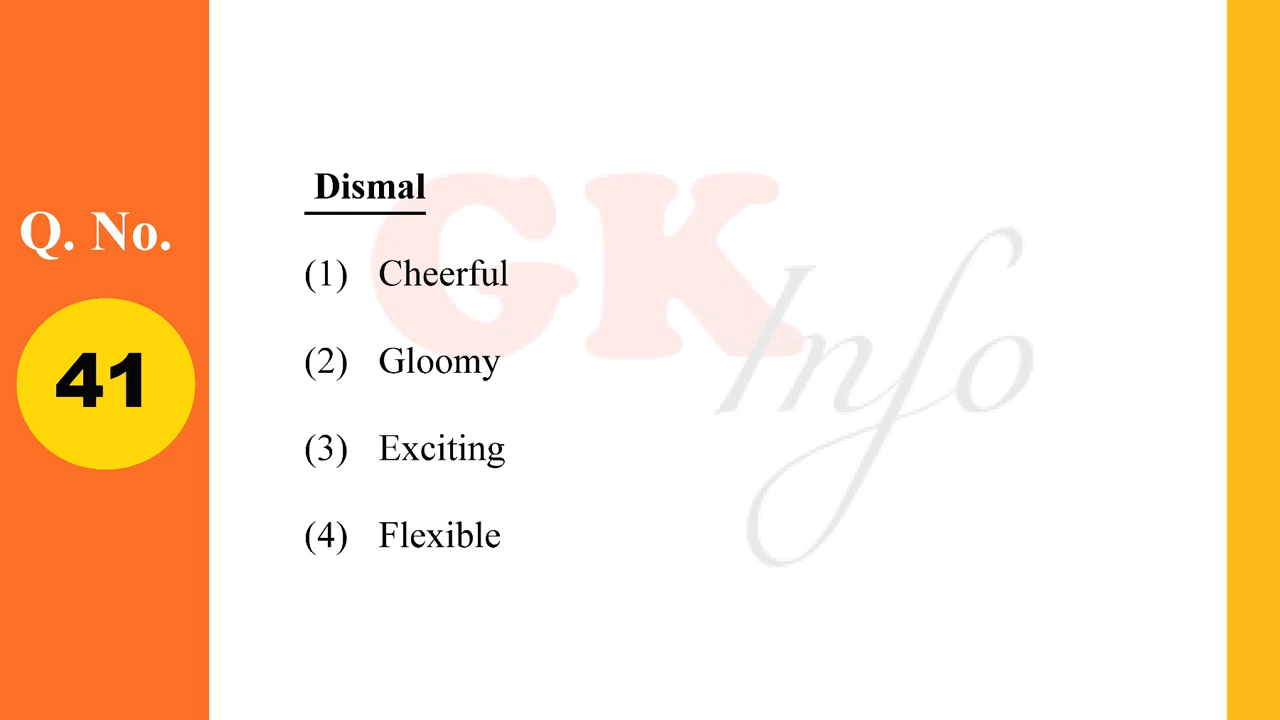 Q. No.
41
Dismal
(1) Cheerful
(2) Gloomy
(3) Exciting
(4) Flexible
GK
Info